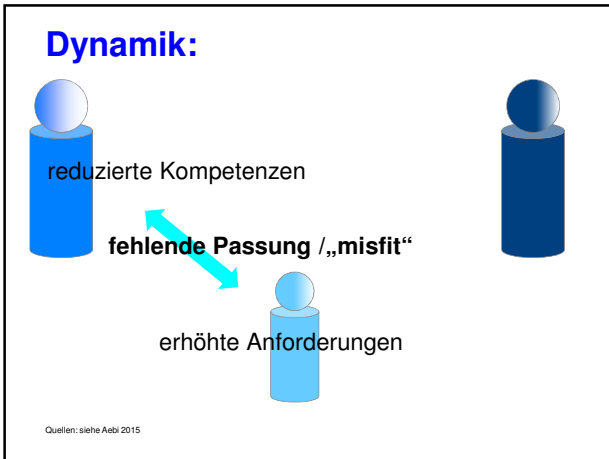 Dynamik:
reduzierte Kompetenzen
fehlende Passung /„misfit“
erhöhte Anforderungen
Quellen: siehe Aebi 2015